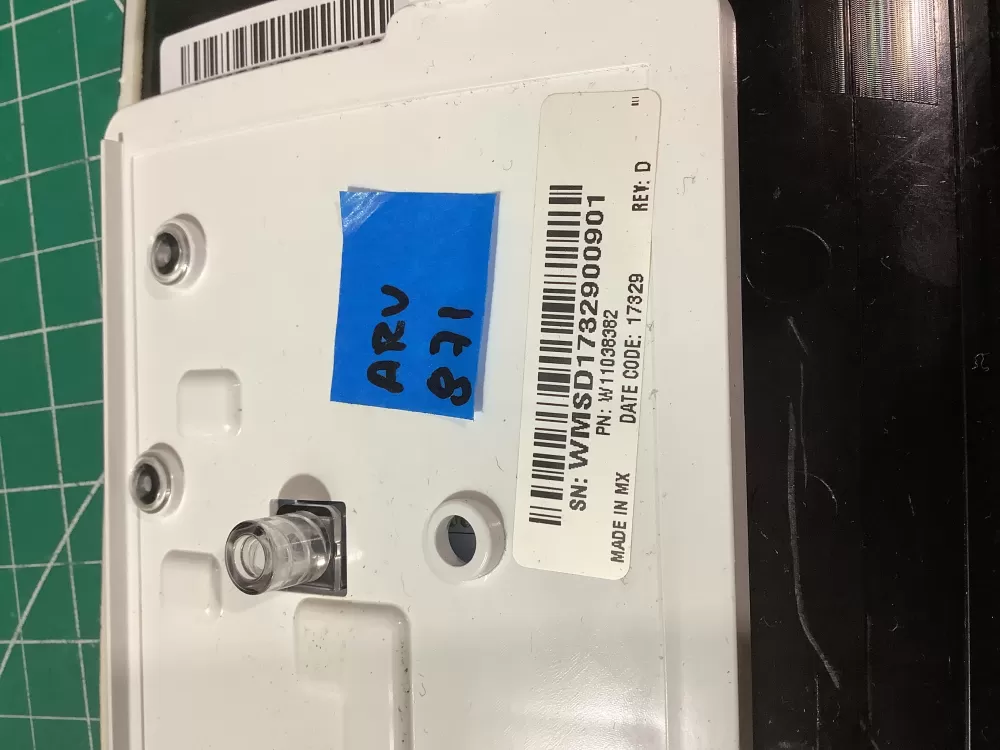 ARV
871
SN: WMSD1732900901
PN: W11038382
MADE IN MX DATE CODE: 17329 REV: D